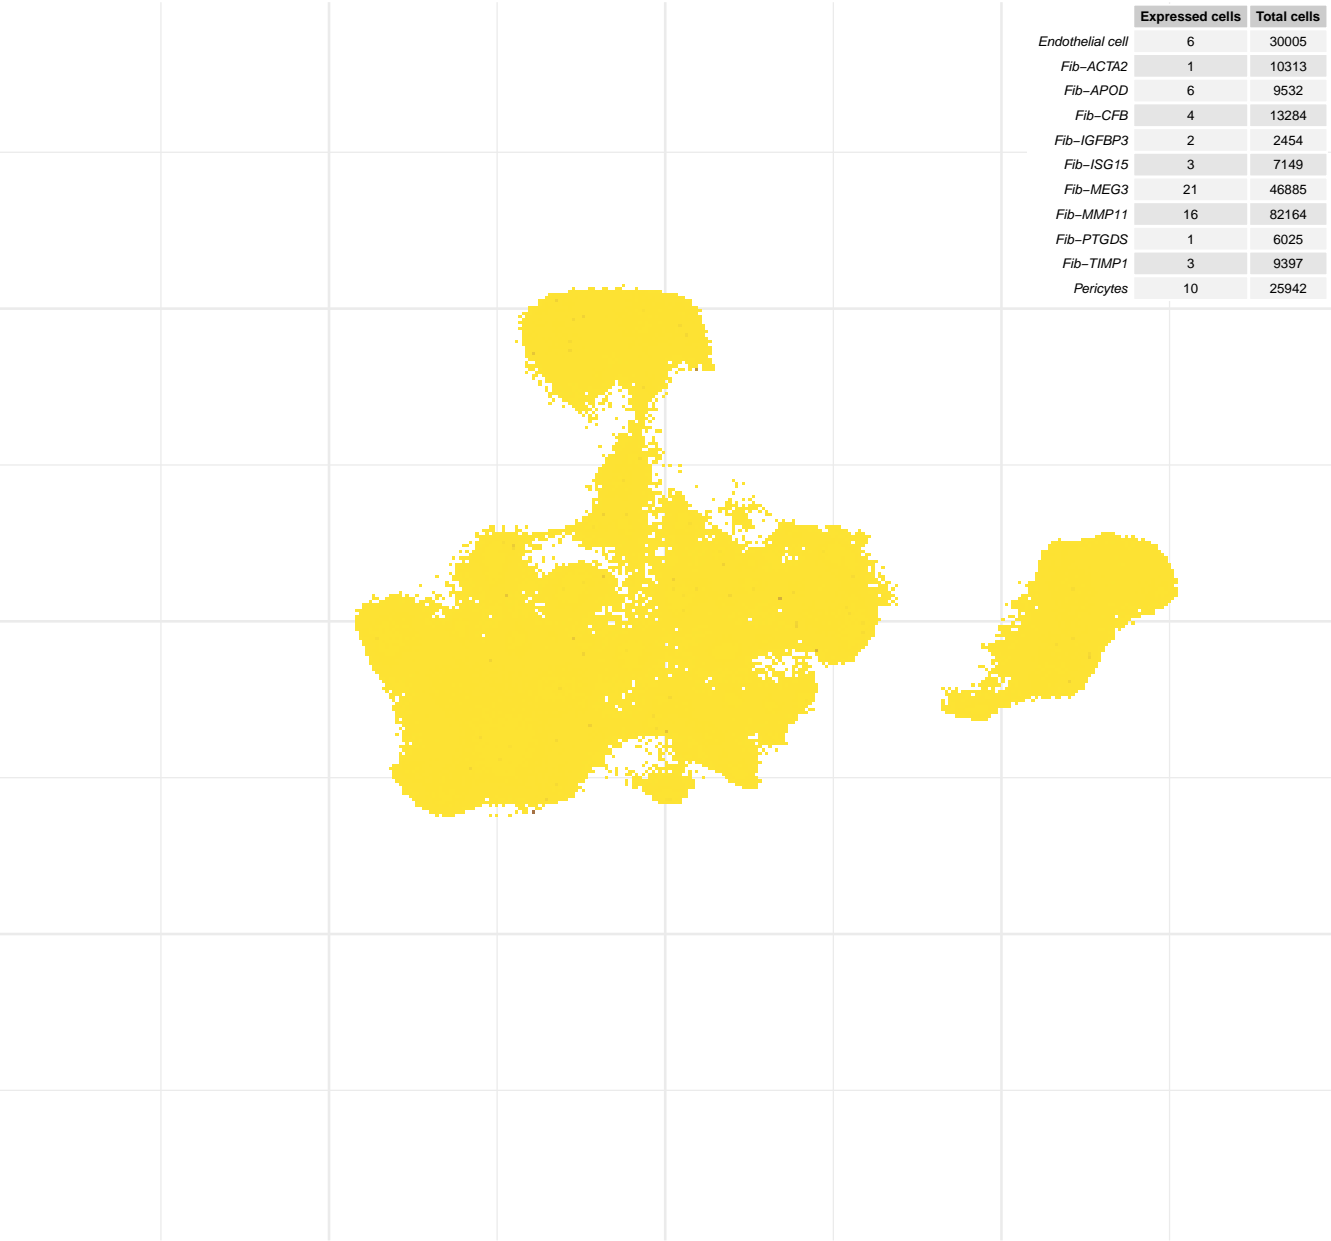 Expressed cells Total cells
Endothelial cell 6 30005
Fib−ACTA2 1 10313
Fib−APOD 6 9532
Fib−CFB 4 13284
Fib−IGFBP3 2 2454
Fib−ISG15 3 7149
Fib−MEG3 21 46885
Fib−MMP11 16 82164
Fib−PTGDS 1 6025
Fib−TIMP1 3 9397
Pericytes 10 25942